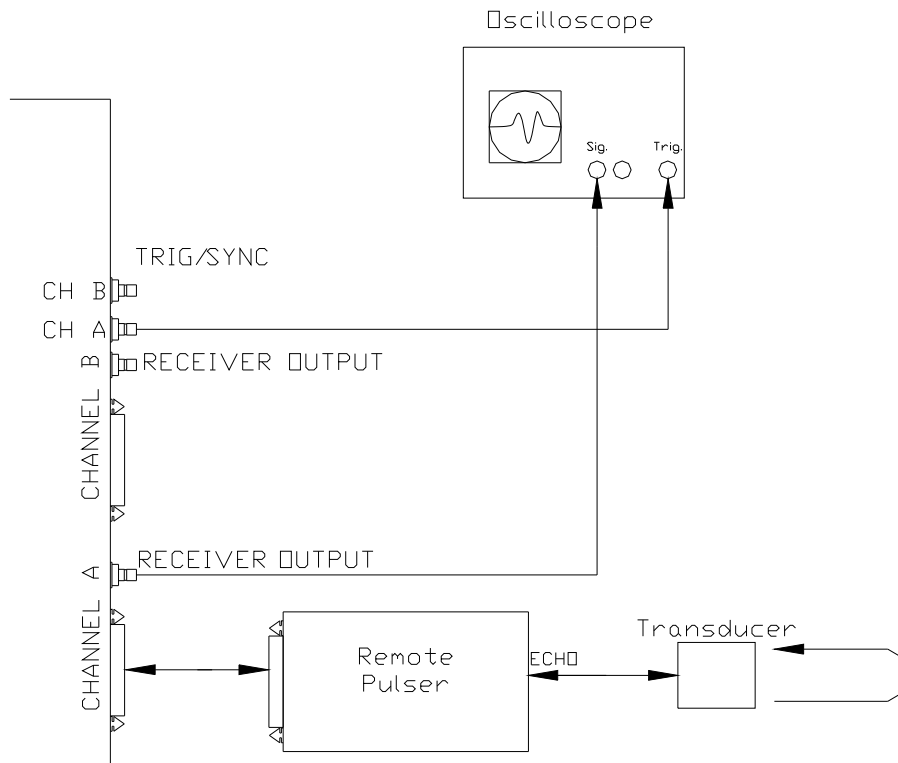 Oscilloscope
Sig.
Trig.
TRIG/SYNC
CH B
CH A
B
RECEIVER OUTPUT
CHANNEL
RECEIVER OUTPUT
A
CHANNEL
Remote
Pulser
ECHO
Transducer